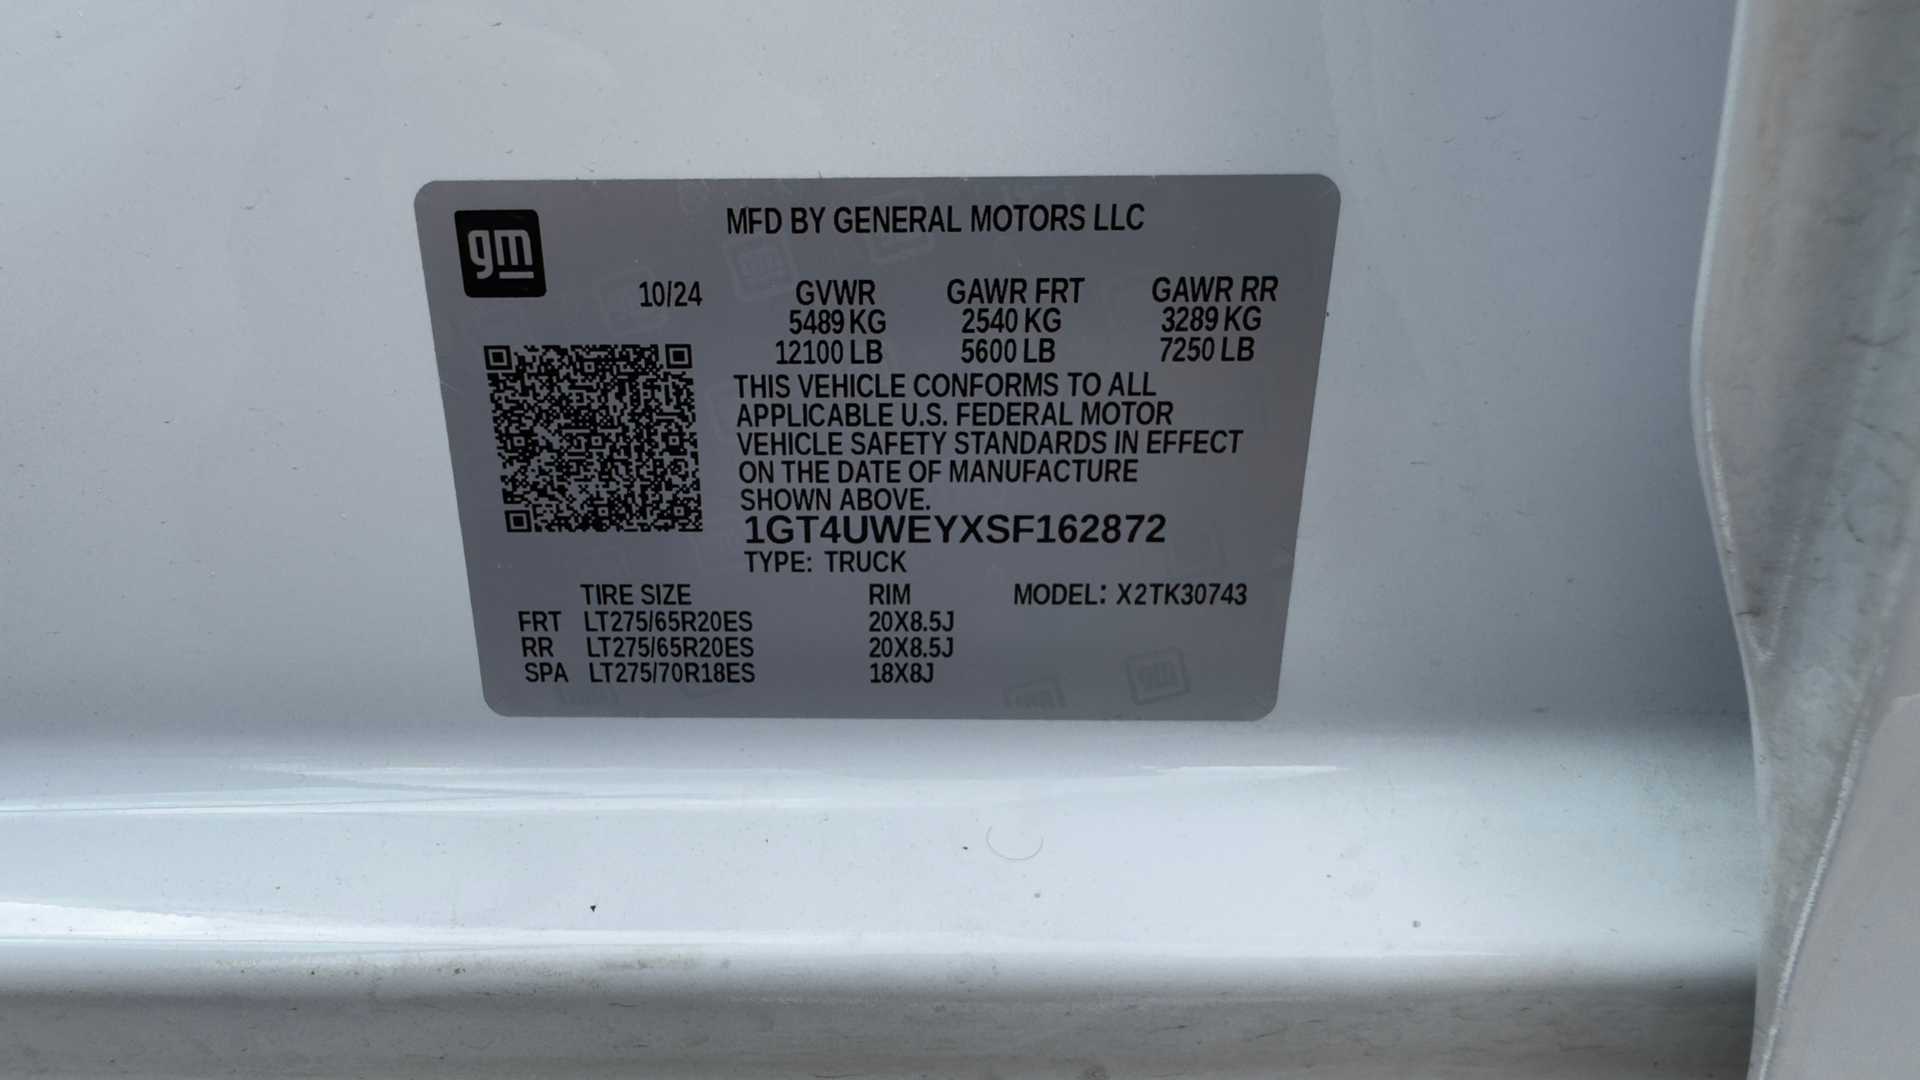 gm
MFD BY GENERAL MOTORS LLC
10/24 GVWR GAWR FRT GAWR RR
5489 KG 2540 KG 3289 KG
12100 LB 5600 LB 7250 LB
THIS VEHICLE CONFORMS TO ALL
APPLICABLE U.S. FEDERAL MOTOR
VEHICLE SAFETY STANDARDS IN EFFECT
ON THE DATE OF MANUFACTURE
SHOWN ABOVE.
1GT4UWEYXSF162872
TYPE: TRUCK
TIRE SIZE RIM MODEL: X2TK30743
FRT LT275/65R20ES 20X8.5J
RR LT275/65R20ES 20X8.5J
SPA LT275/70R18ES 18X8J
gm